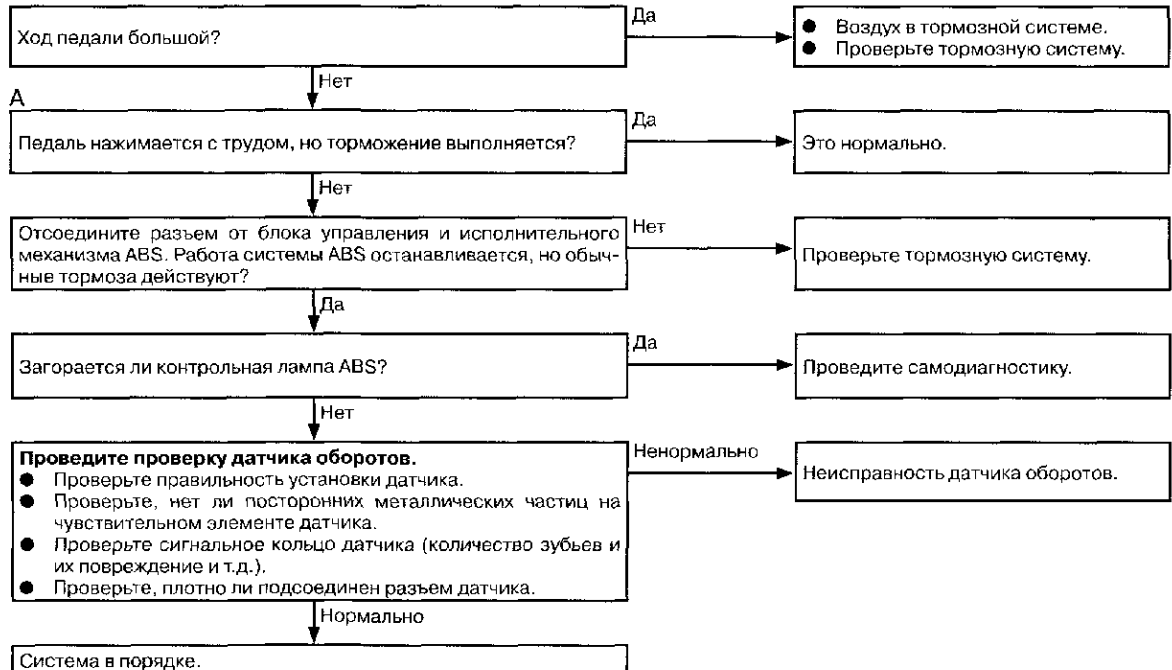 Ход педали большой?
Да
● Воздух в тормозной системе.
● Проверьте тормозную систему.
Нет
A
Педаль нажимается с трудом, но торможение выполняется?
Да
Это нормально.
Нет
Отсоедините разъем от блока управления и исполнительного
механизма ABS. Работа системы ABS останавливается, но обыч-
ные тормоза действуют?
Нет
Проверьте тормозную систему.
Да
Загорается ли контрольная лампа ABS?
Да
Проведите самодиагностику.
Нет
Проведите проверку датчика оборотов.
● Проверьте правильность установки датчика.
● Проверьте, нет ли посторонних металлических частиц на
чувствительном элементе датчика.
● Проверьте сигнальное кольцо датчика (количество зубьев и
их повреждение и т.д.).
● Проверьте, плотно ли подсоединен разъем датчика.
Ненормально
Неисправность датчика оборотов.
Нормально
Система в порядке.